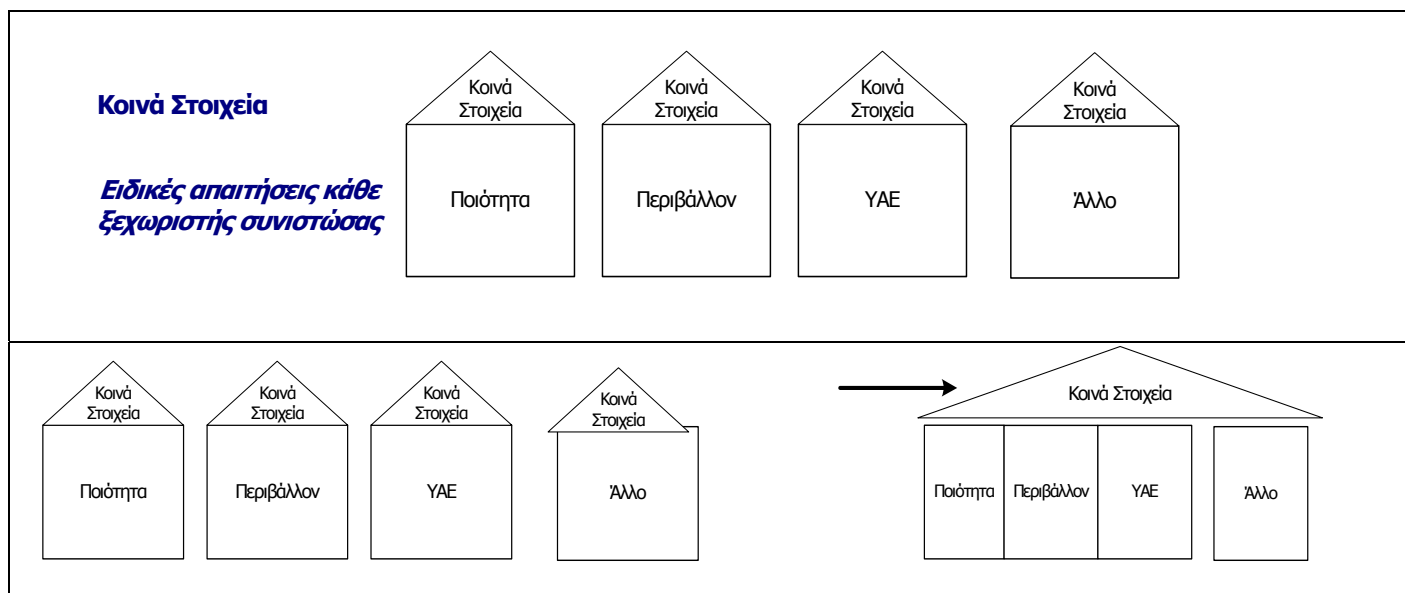 Κοινά Στοιχεία
Ειδικές απαιτήσεις κάθε
ξεχωριστής συνιστώσας
Κοινά
Στοιχεία
Ποιότητα
Κοινά
Στοιχεία
Περιβάλλον
Κοινά
Στοιχεία
ΥΑΕ
Κοινά
Στοιχεία
Άλλο
Κοινά
Στοιχεία
Ποιότητα
Κοινά
Στοιχεία
Περιβάλλον
Κοινά
Στοιχεία
ΥΑΕ
Κοινά
Στοιχεία
Άλλο
Κοινά Στοιχεία
Ποιότητα
Περιβάλλον
ΥΑΕ
Άλλο